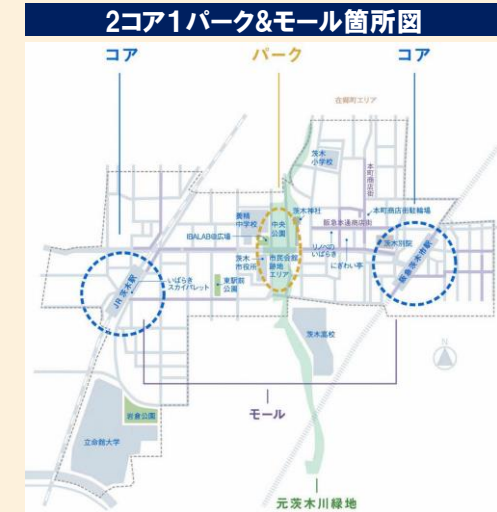 2コア1パーク&モール箇所図
コア
パーク
コア
在郷町エリア
茨木
小学校
本町商店街
養精
中学校
中央
公園
茨木神社
阪急本通商店街
本町商店街駐輪場
IBALAB@広場
リノベの
いばらき
茨木別院
茨木
市役所
市民会館
跡地
エリア
にぎわい亭
阪急茨木市駅
JR 茨木駅
いばらき
スカイパレット
東駅前
公園
茨木高校
N
モール
岩倉公園
立命館大学
元茨木川緑地